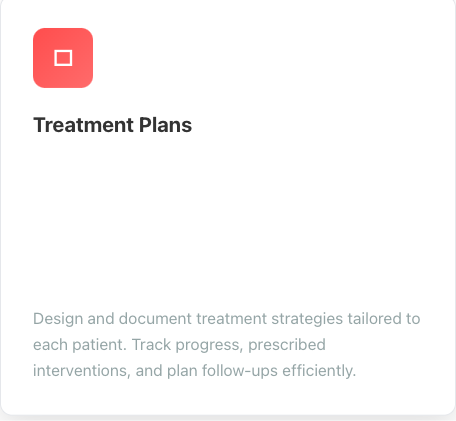 Treatment Plans
Design and document treatment strategies tailored to
each patient. Track progress, prescribed
interventions, and plan follow-ups efficiently.